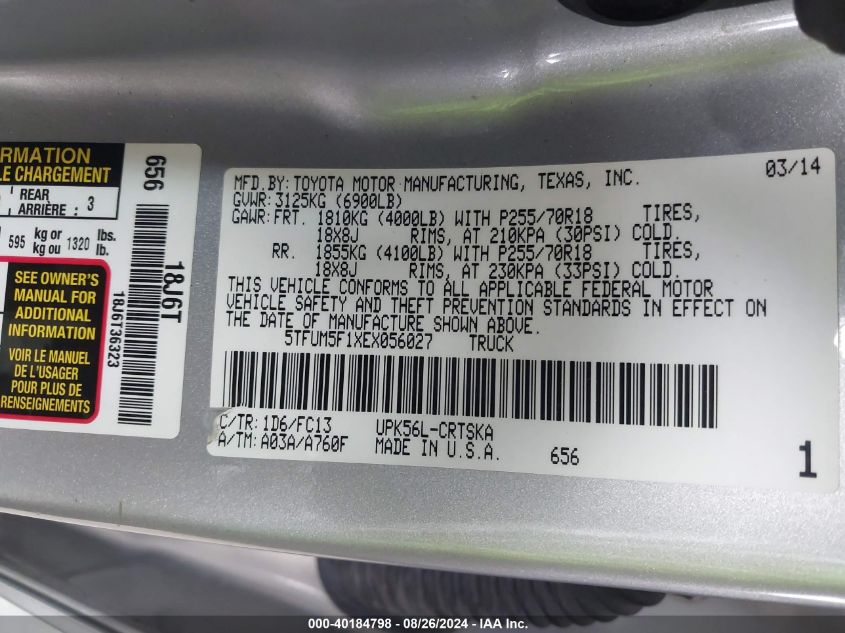 RMATION
LE CHARGEMENT
REAR
ARRIÈRE : 3
595 kg or kg ou 1320 lbs. lb.
SEE OWNER'S
MANUAL FOR
ADDITIONAL
INFORMATION
VOIR LE MANUEL
DE L'USAGER
POUR PLUS DE
RENSEIGNEMENTS
656
18J6T
18J6T36323
MFD.BY:TOYOTA MOTOR MANUFACTURING, TEXAS, INC. 03/14
GVWR:3125KG (6900LB)
GAWR:FRT. 1810KG (4000LB) WITH P255/70R18 TIRES,
18X8J RIMS, AT 210KPA (30PSI) COLD.
RR. 1855KG (4100LB) WITH P255/70R18 TIRES,
18X8J RIMS, AT 230KPA (33PSI) COLD.
THIS VEHICLE CONFORMS TO ALL APPLICABLE FEDERAL MOTOR
VEHICLE SAFETY AND THEFT PREVENTION STANDARDS IN EFFECT ON
THE DATE OF MANUFACTURE SHOWN ABOVE.
5TFUM5F1XEX056027 TRUCK
C/TR:1D6/FC13 UPK56L-CRTSKA
A/TM:A03A/A760F MADE IN U.S.A. 656 1
000-40184798 - 08/26/2024 - IAA Inc.